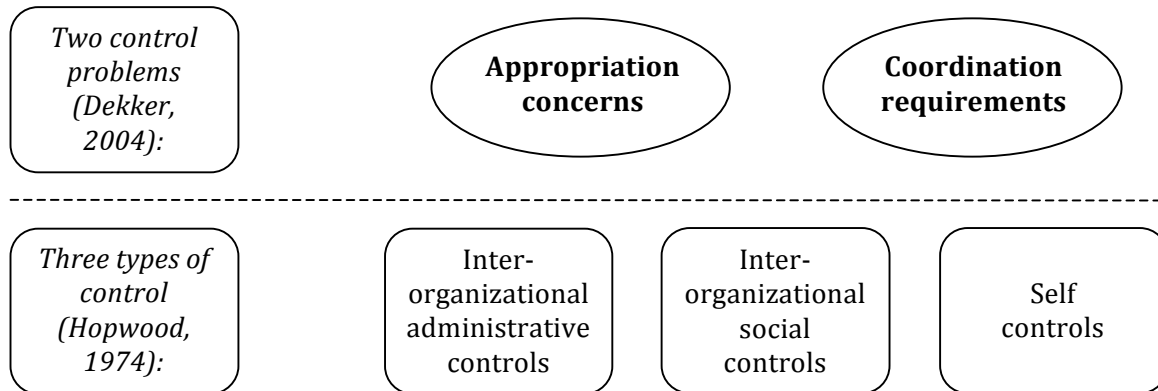 Two control
problems
(Dekker,
2004):
Appropriation
concerns
Coordination
requirements
Three types of
control
(Hopwood,
1974):
Inter-
organizational
administrative
controls
Inter-
organizational
social
controls
Self
controls